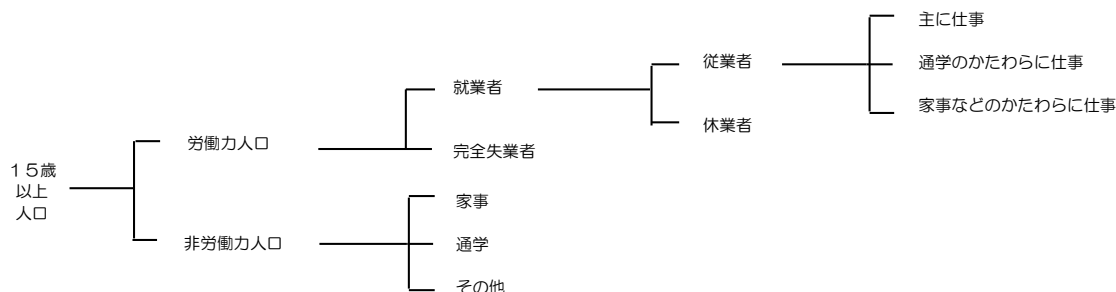 主に仕事
従業者
通学のかたわらに仕事
就業者
家事などのかたわらに仕事
休業者
労働力人口
完全失業者
１５歳
以上
人口
家事
非労働力人口
通学
その他